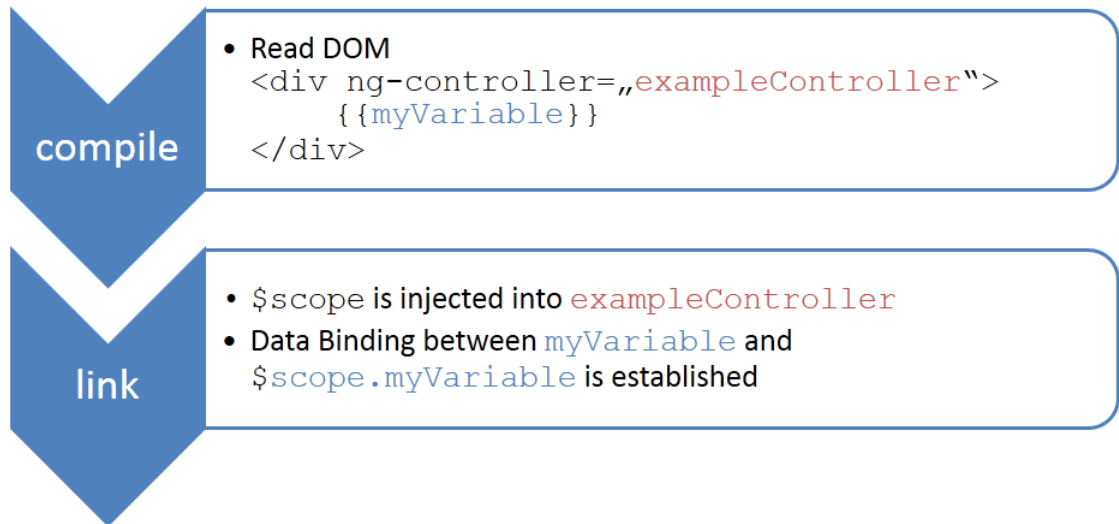 compile
• Read DOM
<div ng-controller=„exampleController“>
{{myVariable}}
</div>
link
• $scope is injected into exampleController
• Data Binding between myVariable and
$scope.myVariable is established